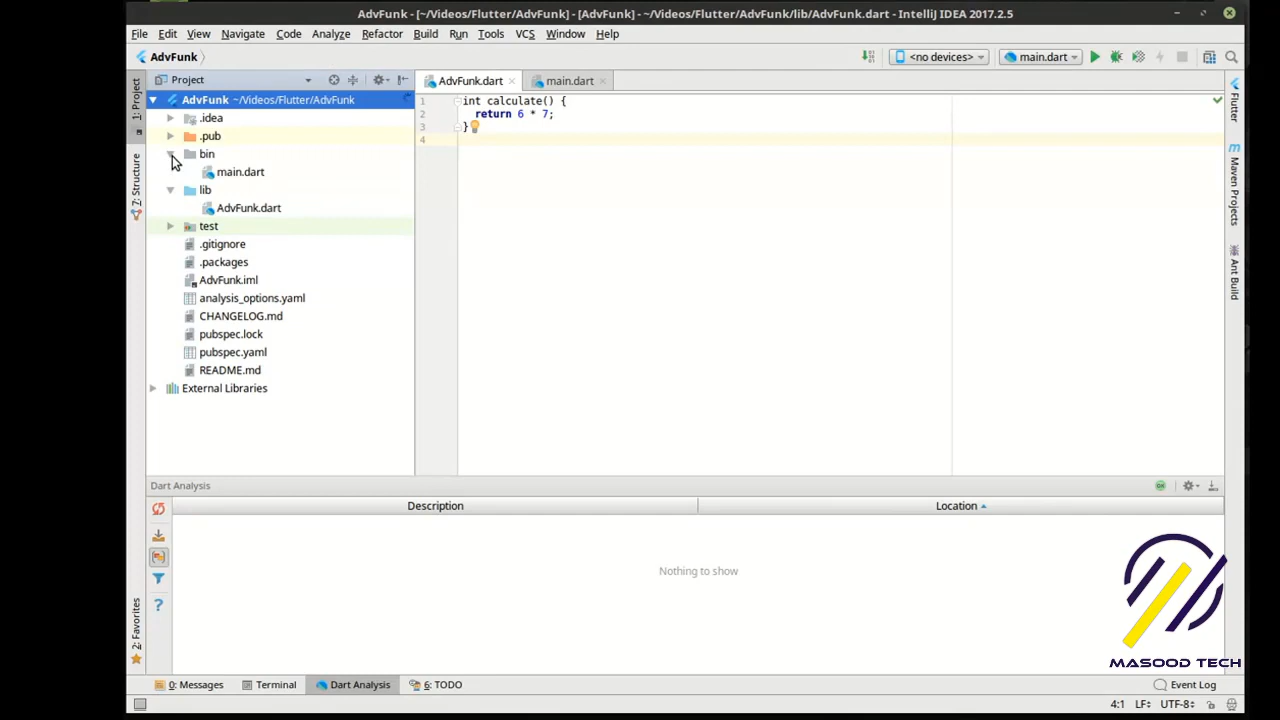 AdvFunk - [~/Videos/Flutter/AdvFunk] - [AdvFunk] - ~/Videos/Flutter/AdvFunk/lib/AdvFunk.dart - IntelliJ IDEA 2017.2.5
File Edit View Navigate Code Analyze Refactor Build Run Tools VCS Window Help
AdvFunk
<no devices>
main.dart
1: Project
Project
AdvFunk.dart
main.dart
AdvFunk ~/Videos/Flutter/AdvFunk
.idea
.pub
bin
main.dart
lib
AdvFunk.dart
test
.gitignore
.packages
AdvFunk.iml
analysis_options.yaml
CHANGELOG.md
pubspec.lock
pubspec.yaml
README.md
External Libraries
7: Structure
2: Favorites
1 int calculate() {
2 return 6 * 7;
3 }
4
Flutter
m
Maven Projects
Ant Build
Dart Analysis
OK
Description
Location
Nothing to show
?
MASOOD TECH
0: Messages
Terminal
Dart Analysis
6: TODO
Event Log
4:1 LF UTF-8